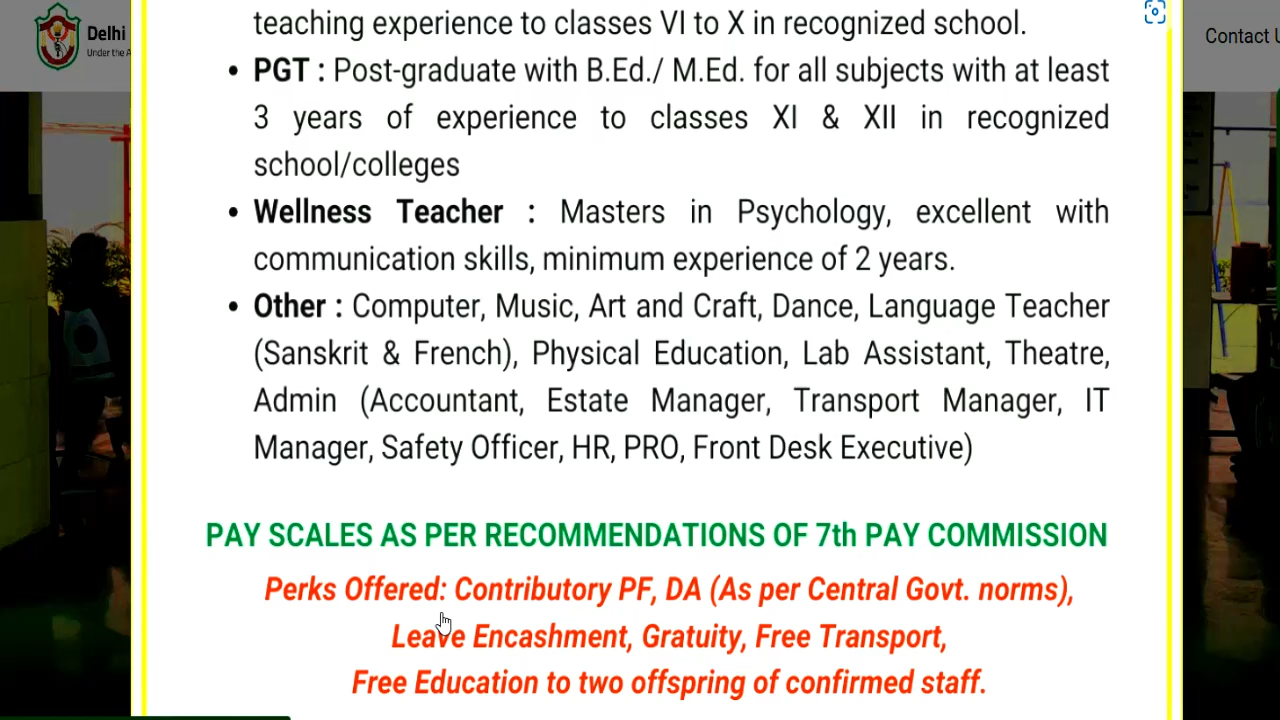 Delhi
Under the A
Contact U
teaching experience to classes VI to X in recognized school.
• PGT : Post-graduate with B.Ed./ M.Ed. for all subjects with at least
3 years of experience to classes XI & XII in recognized
school/colleges
• Wellness Teacher : Masters in Psychology, excellent with
communication skills, minimum experience of 2 years.
• Other : Computer, Music, Art and Craft, Dance, Language Teacher
(Sanskrit & French), Physical Education, Lab Assistant, Theatre,
Admin (Accountant, Estate Manager, Transport Manager, IT
Manager, Safety Officer, HR, PRO, Front Desk Executive)
PAY SCALES AS PER RECOMMENDATIONS OF 7th PAY COMMISSION
Perks Offered: Contributory PF, DA (As per Central Govt. norms),
Leave Encashment, Gratuity, Free Transport,
Free Education to two offspring of confirmed staff.